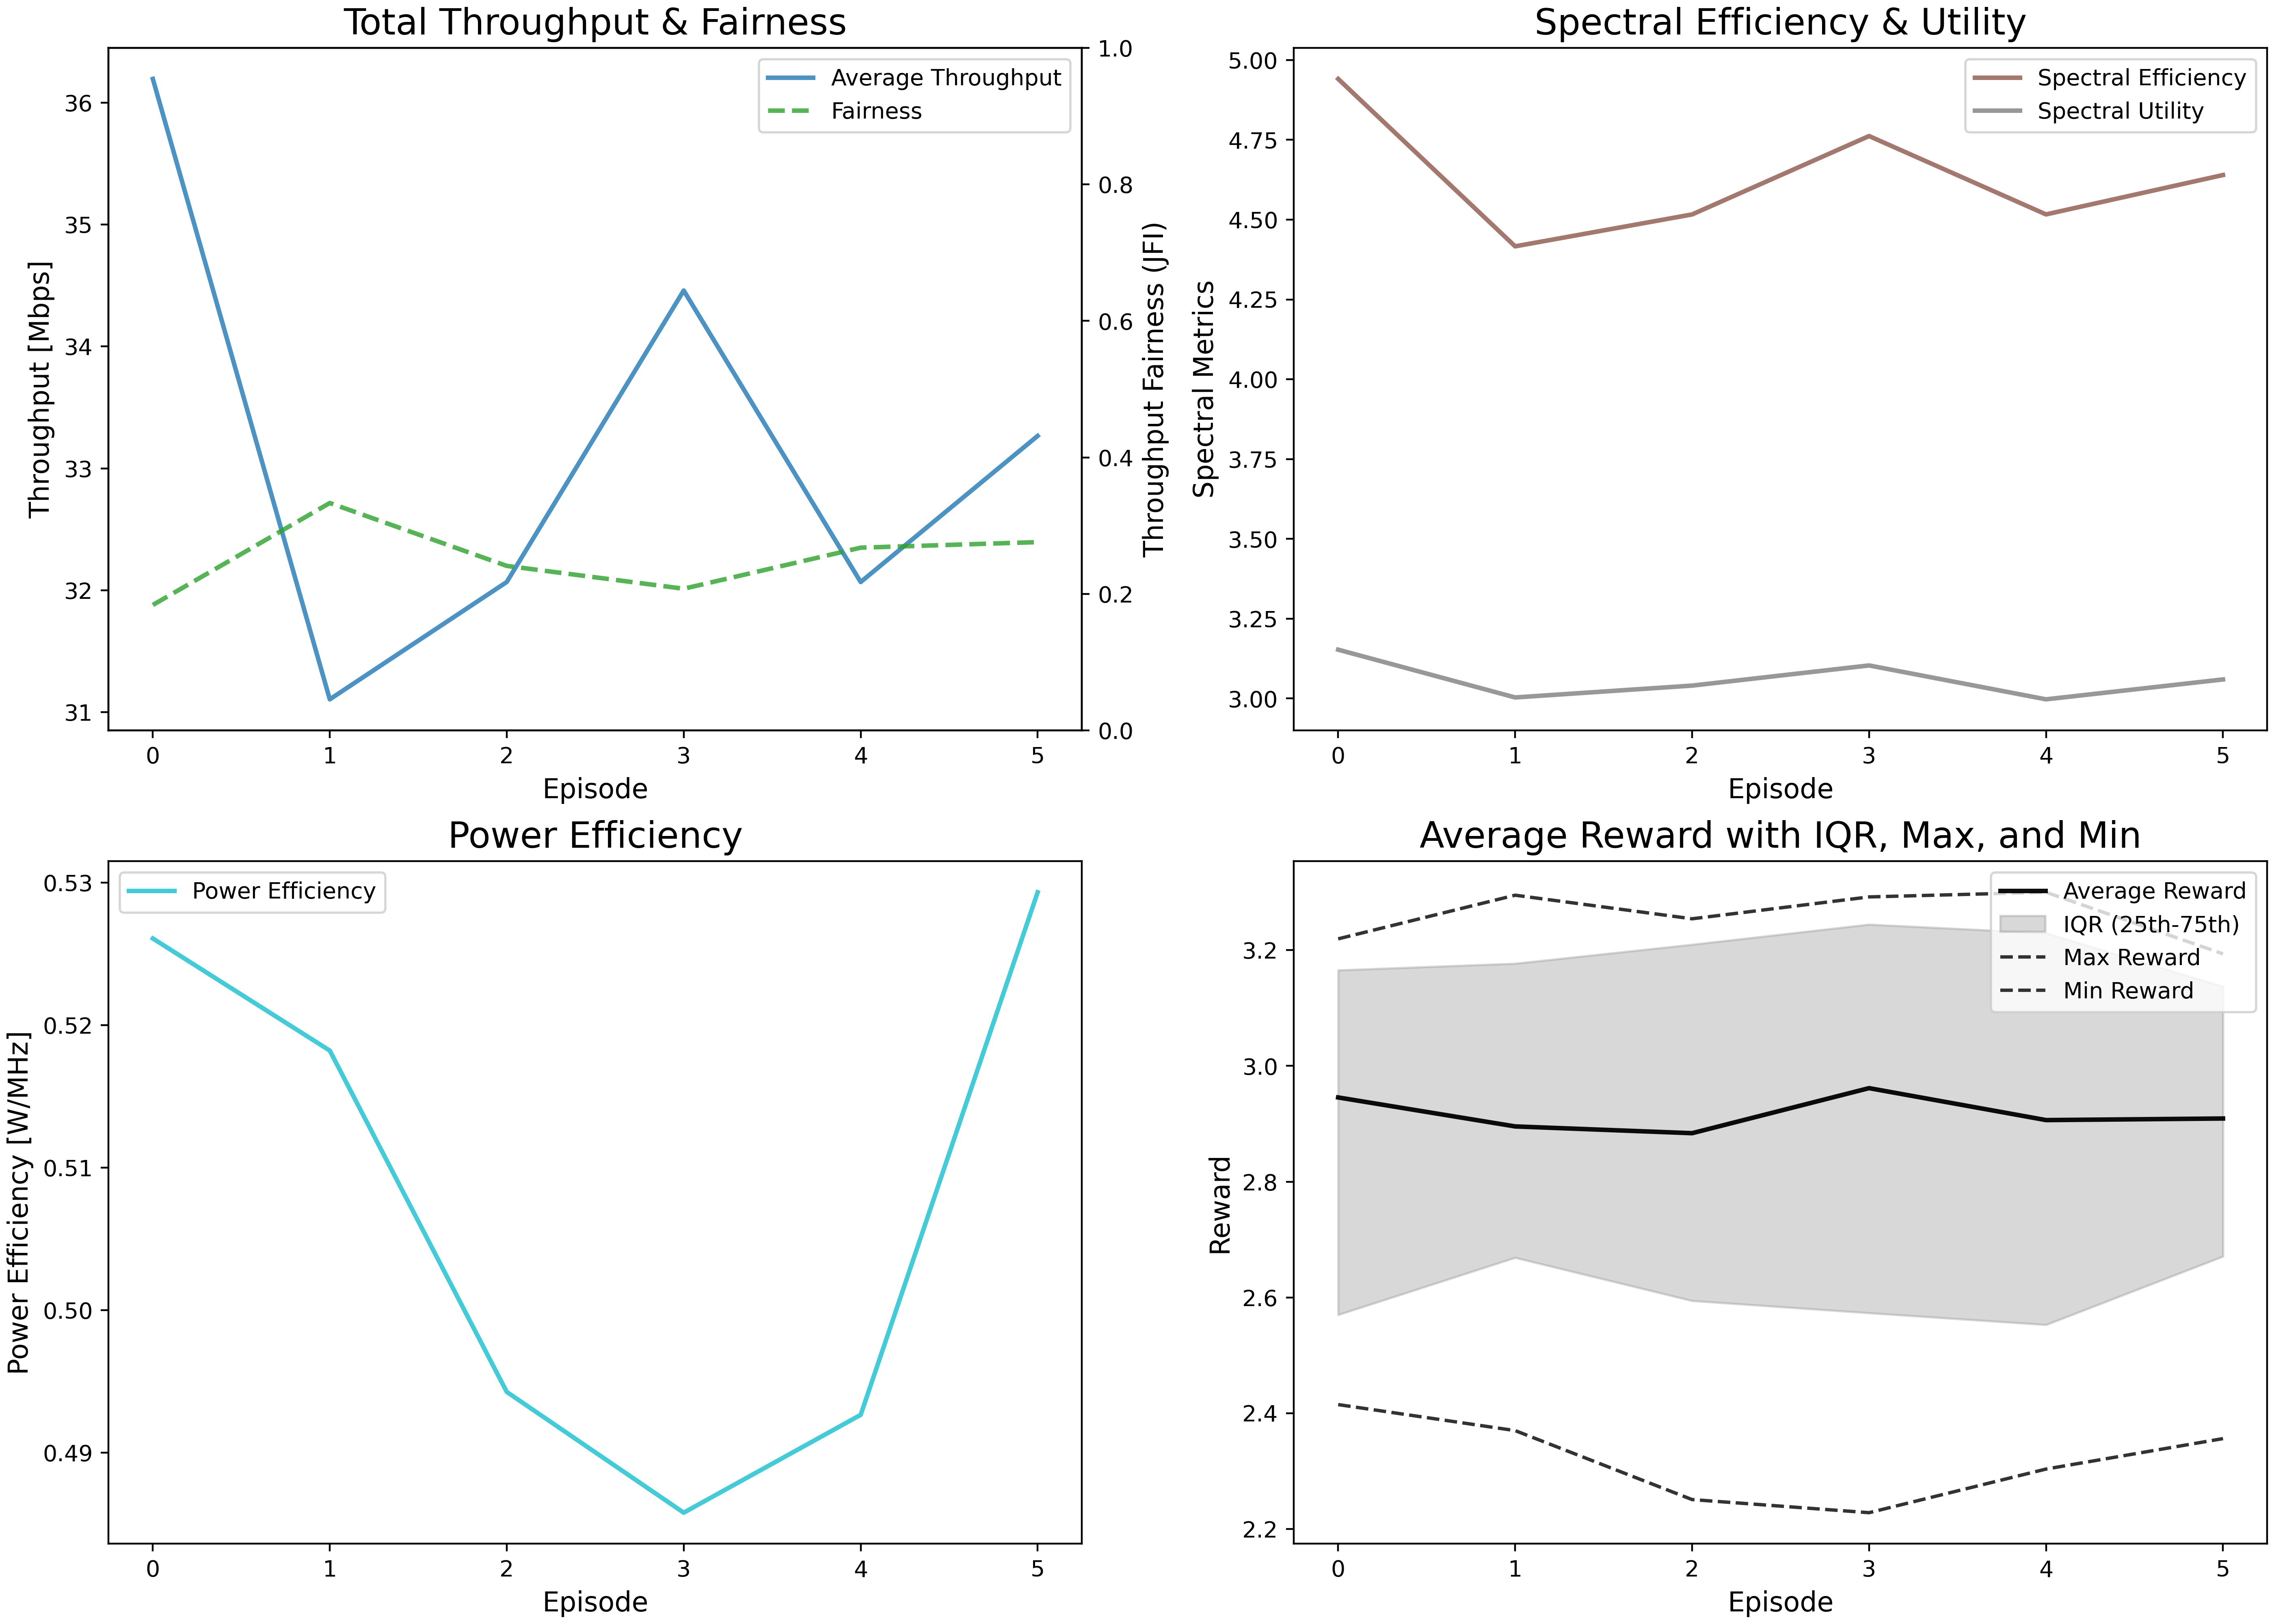 Total Throughput & Fairness
Throughput [Mbps]
36
35
34
33
32
31
Average Throughput
Fairness
1.0
0.8
0.6
0.4
0.2
0.0
Throughput Fairness (JFI)
0 1 2 3 4 5
Episode
Spectral Efficiency & Utility
Spectral Metrics
5.00
4.75
4.50
4.25
4.00
3.75
3.50
3.25
3.00
Spectral Efficiency
Spectral Utility
0 1 2 3 4 5
Episode
Power Efficiency
Power Efficiency [W/MHz]
0.53
0.52
0.51
0.50
0.49
Power Efficiency
0 1 2 3 4 5
Episode
Average Reward with IQR, Max, and Min
Reward
3.2
3.0
2.8
2.6
2.4
2.2
Average Reward
IQR (25th-75th)
Max Reward
Min Reward
0 1 2 3 4 5
Episode